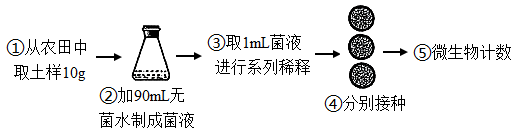 ①从农田中
取土样10g
②加90mL无
菌水制成菌液
③取1mL菌液
进行系列稀释
④分别接种
⑤微生物计数